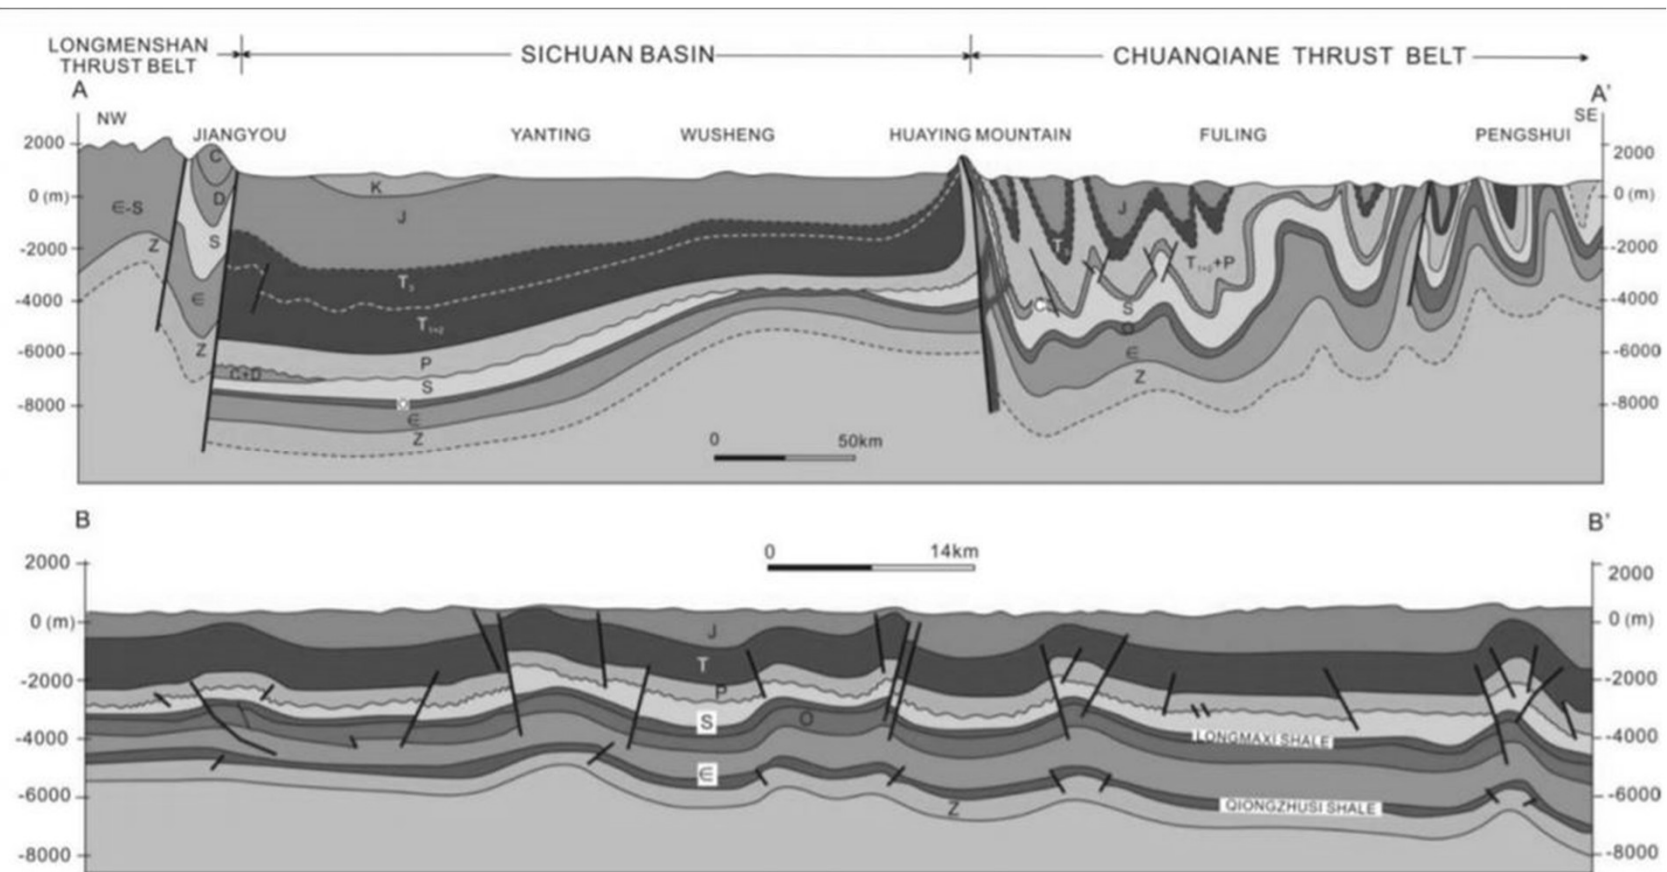 LONGMENSHAN
THRUST BELT
SICHUAN BASIN
CHUANQIANE THRUST BELT
A
A'
NW
SE
JIANGYOU
YANTING
WUSHENG
HUAYING MOUNTAIN
FULING
PENGSHUI
2000
0 (m)
-2000
-4000
-6000
-8000
2000
0 (m)
-2000
-4000
-6000
-8000
C
D
S
∈
Z
∈-S
Z
K
J
T₃
T₁₊₂
P
C+D
S
O
∈
Z
J
T₁₊₂+P
S
O
∈
Z
0 50km
B
B'
0 14km
2000
0 (m)
-2000
-4000
-6000
-8000
2000
0 (m)
-2000
-4000
-6000
-8000
J
T
P
S
O
∈
Z
LONGMAXI SHALE
QIONGZHUSI SHALE